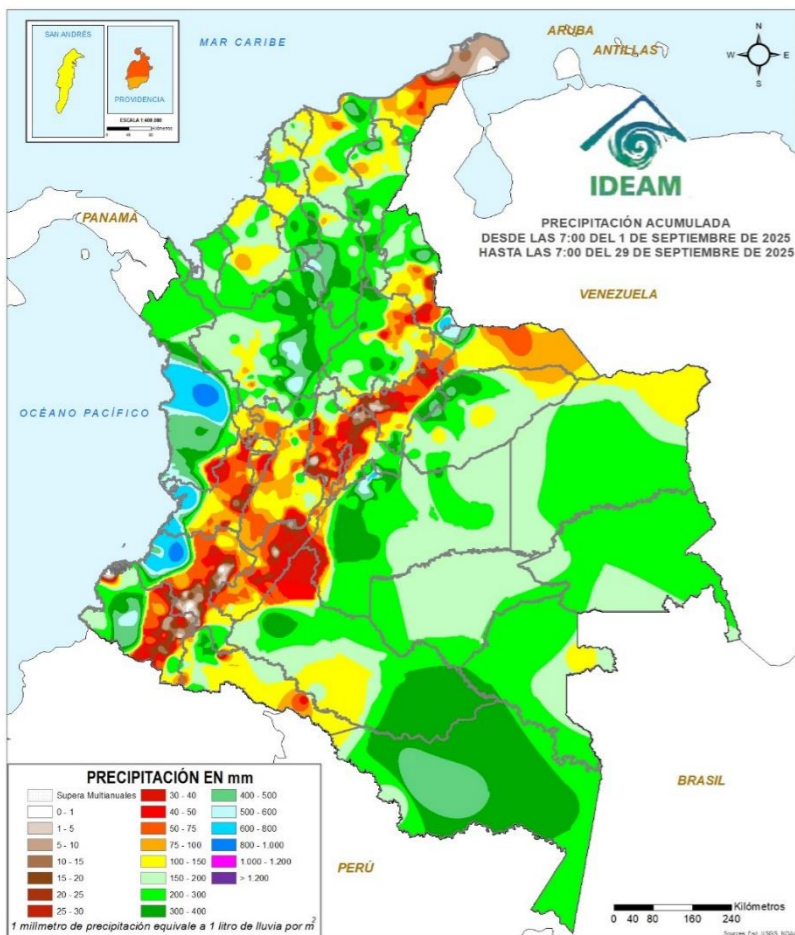 SAN ANDRÉS
PROVIDENCIA
ESCALA 1:400.000
Kilómetros
MAR CARIBE
ARUBA
ANTILLAS
N
W
E
S
IDEAM
PRECIPITACIÓN ACUMULADA
DESDE LAS 7:00 DEL 1 DE SEPTIEMBRE DE 2025
HASTA LAS 7:00 DEL 29 DE SEPTIEMBRE DE 2025
PANAMÁ
VENEZUELA
OCÉANO PACÍFICO
BRASIL
PERÚ
PRECIPITACIÓN EN mm
Supera Multianuales
0 - 1
1 - 5
5 - 10
10 - 15
15 - 20
20 - 25
25 - 30
30 - 40
40 - 50
50 - 75
75 - 100
100 - 150
150 - 200
200 - 300
300 - 400
400 - 500
500 - 600
600 - 800
800 - 1.000
1.000 - 1.200
> 1.200
1 milimetro de precipitación equivale a 1 litro de lluvia por m²
Kilómetros
0 40 80 160 240